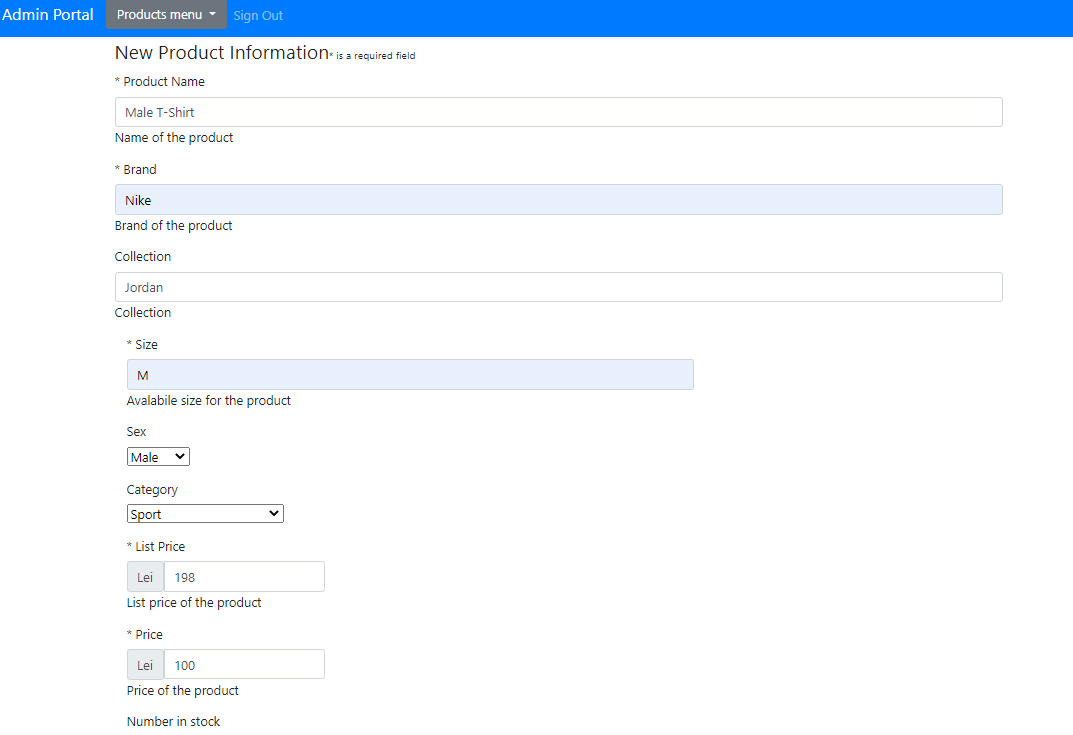 Admin Portal Products menu Sign Out
New Product Information* is a required field
* Product Name
Male T-Shirt
Name of the product
* Brand
Nike
Brand of the product
Collection
Jordan
Collection
* Size
M
Avalabile size for the product
Sex
Male
Category
Sport
* List Price
Lei 198
List price of the product
* Price
Lei 100
Price of the product
Number in stock